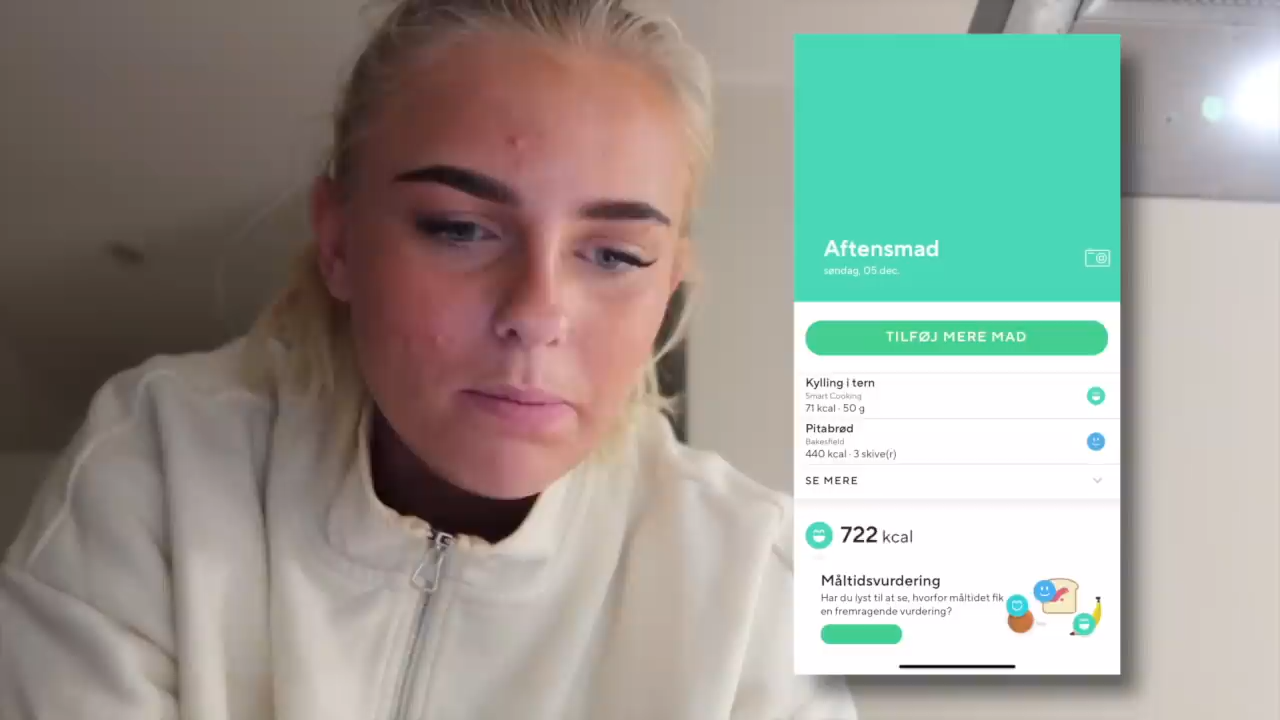 Aftensmad
søndag, 05 dec.
TILFØJ MERE MAD
Kylling i tern
Smart Cooking
71 kcal · 50 g
Pitabrød
Bakesfield
440 kcal · 3 skive(r)
SE MERE
722 kcal
Måltidsvurdering
Har du lyst til at se, hvorfor måltidet fik
en fremragende vurdering?